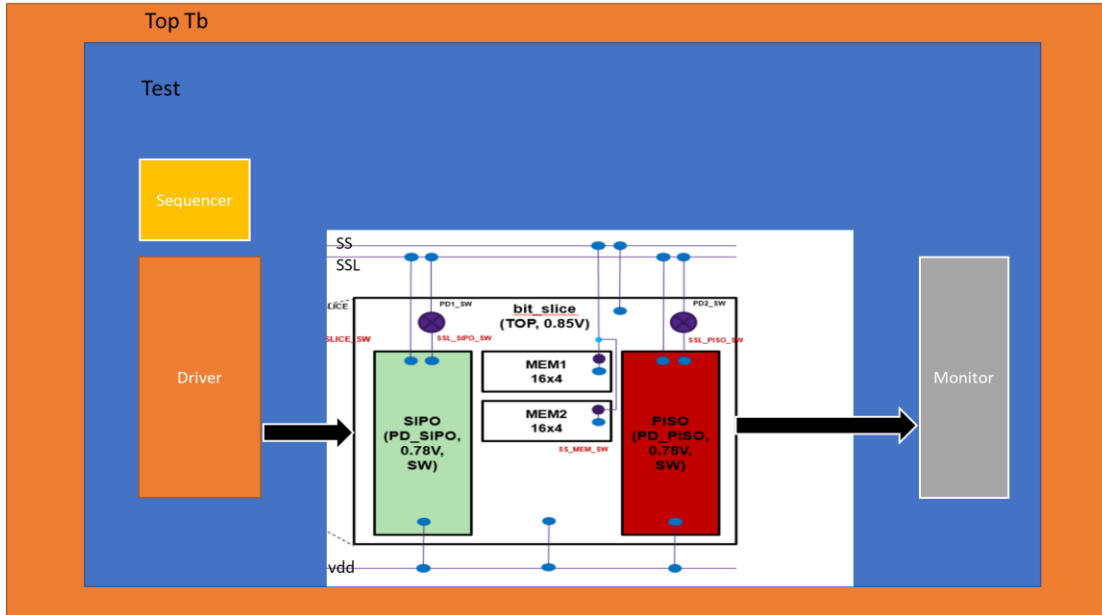 Top Tb
Test
Sequencer
Driver
SS
SSL
LICE
SLICE_SW
PD1_SW
SSL_SIPO_SW
bit_slice
(TOP, 0.85V)
PD2_SW
SSL_PISO_SW
MEM1
16x4
MEM2
16x4
SS_MEM_SW
SIPO
(PD_SIPO,
0.78V,
SW)
PISO
(PD_PISO,
0.78V,
SW)
vdd
Monitor